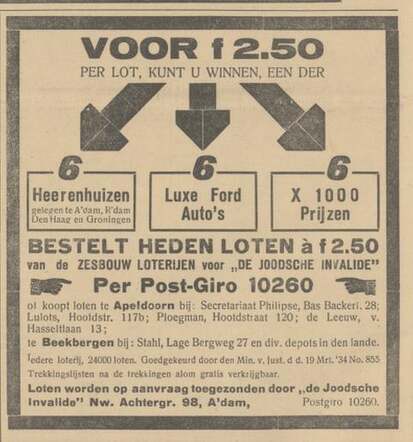 VOOR f 2.50
PER LOT, KUNT U WINNEN, EEN DER
6
Heerenhuizen
gelegen te A'dam, R'dam
Den Haag en Groningen
6
Luxe Ford
Auto's
6
X 1000
Prijzen
BESTELT HEDEN LOTEN à f 2.50
van de ZESBOUW LOTERIJEN voor „DE JOODSCHE INVALIDE"
Per Post-Giro 10260
of koopt loten te Apeldoorn bij: Secretariaat Philipse, Bas Backerl. 28;
Lulofs, Hoofdstr. 117b; Ploegman, Hoofdstraat 120; de Leeuw, v.
Hasseltlaan 13;
te Beekbergen bij: Stahl, Lage Bergweg 27 en div. depots in den lande.
Iedere loterij, 24000 loten. Goedgekeurd door den Min. v. Just. d.d. 19 Mrt. '34 No. 855
Trekkingslijsten na de trekkingen alom gratis verkrijgbaar.
Loten worden op aanvraag toegezonden door „de Joodsche
Invalide" Nw. Achtergr. 98, A'dam, Postgiro 10260.